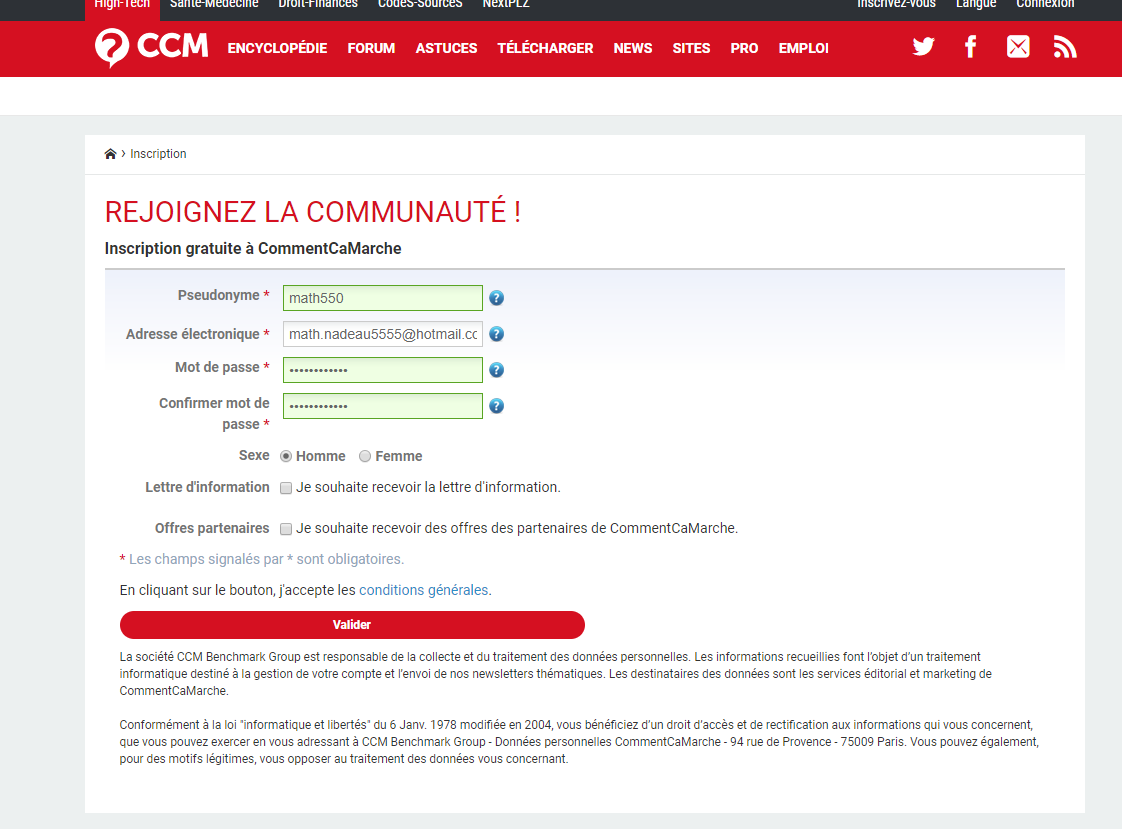 High-Tech Santé-Médecine Droit-Finances CodeS-SourceS NextPLZ Inscrivez-vous Langue Connexion
CCM ENCYCLOPÉDIE FORUM ASTUCES TÉLÉCHARGER NEWS SITES PRO EMPLOI
› Inscription
REJOIGNEZ LA COMMUNAUTÉ !
Inscription gratuite à CommentCaMarche
Pseudonyme * math550
Adresse électronique * math.nadeau5555@hotmail.cc
Mot de passe * ••••••••••••
Confirmer mot de
passe * ••••••••••••
Sexe Homme Femme
Lettre d'information Je souhaite recevoir la lettre d'information.
Offres partenaires Je souhaite recevoir des offres des partenaires de CommentCaMarche.
* Les champs signalés par * sont obligatoires.
En cliquant sur le bouton, j'accepte les conditions générales.
Valider
La société CCM Benchmark Group est responsable de la collecte et du traitement des données personnelles. Les informations recueillies font l'objet d'un traitement
informatique destiné à la gestion de votre compte et l'envoi de nos newsletters thématiques. Les destinataires des données sont les services éditorial et marketing de
CommentCaMarche.
Conformément à la loi "informatique et libertés" du 6 Janv. 1978 modifiée en 2004, vous bénéficiez d'un droit d'accès et de rectification aux informations qui vous concernent,
que vous pouvez exercer en vous adressant à CCM Benchmark Group - Données personnelles CommentCaMarche - 94 rue de Provence - 75009 Paris. Vous pouvez également,
pour des motifs légitimes, vous opposer au traitement des données vous concernant.